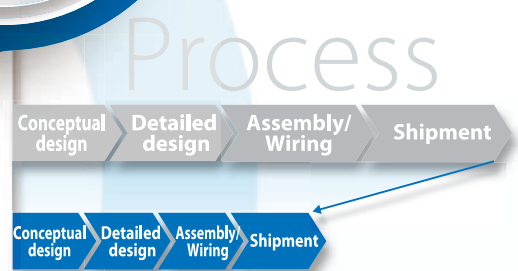 Process
Conceptual
design
Detailed
design
Assembly/
Wiring
Shipment
Conceptual
design
Detailed
design
Assembly/
Wiring
Shipment